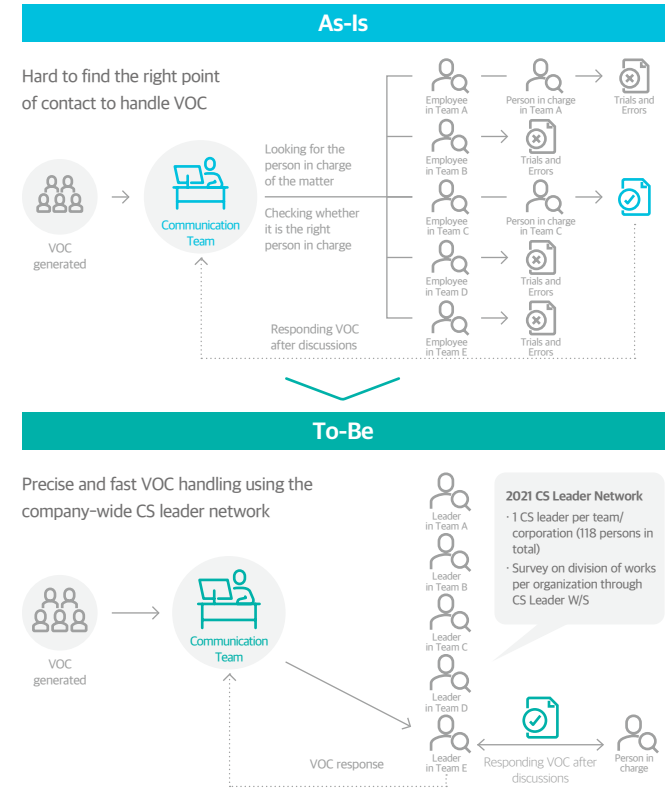 As-Is
Hard to find the right point
of contact to handle VOC
VOC
generated
Communication
Team
Looking for the
person in charge
of the matter
Checking whether
it is the right
person in charge
Responding VOC
after discussions
Employee
in Team A
Person in charge
in Team A
Trials and
Errors
Employee
in Team B
Trials and
Errors
Employee
in Team C
Person in charge
in Team C
Employee
in Team D
Trials and
Errors
Employee
in Team E
Trials and
Errors
To-Be
Precise and fast VOC handling using the
company-wide CS leader network
VOC
generated
Communication
Team
VOC response
Leader
in Team A
Leader
in Team B
Leader
in Team C
Leader
in Team D
Leader
in Team E
2021 CS Leader Network
· 1 CS leader per team/
corporation (118 persons in
total)
· Survey on division of works
per organization through
CS Leader W/S
Responding VOC after
discussions
Person in
charge